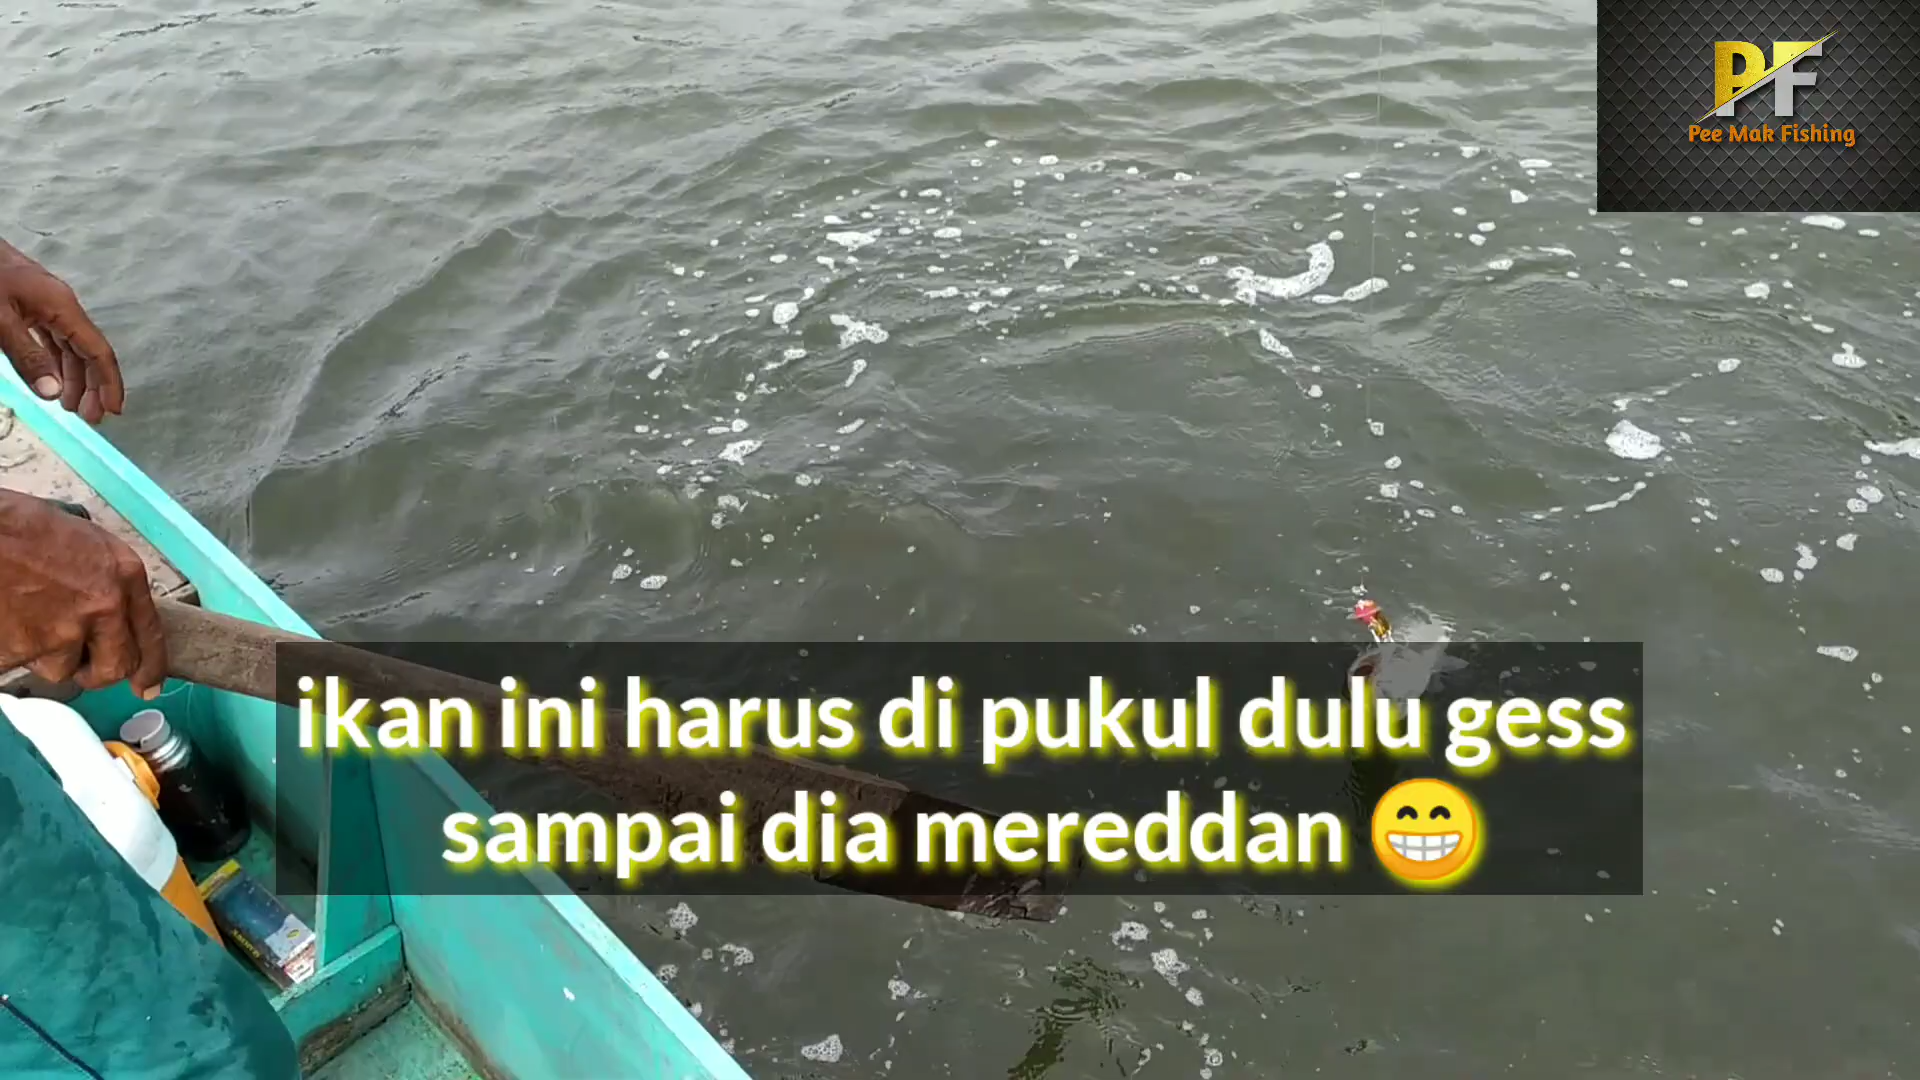 PF
Pee Mak Fishing
ikan ini harus di pukul dulu gess
sampai dia mereddan 😁